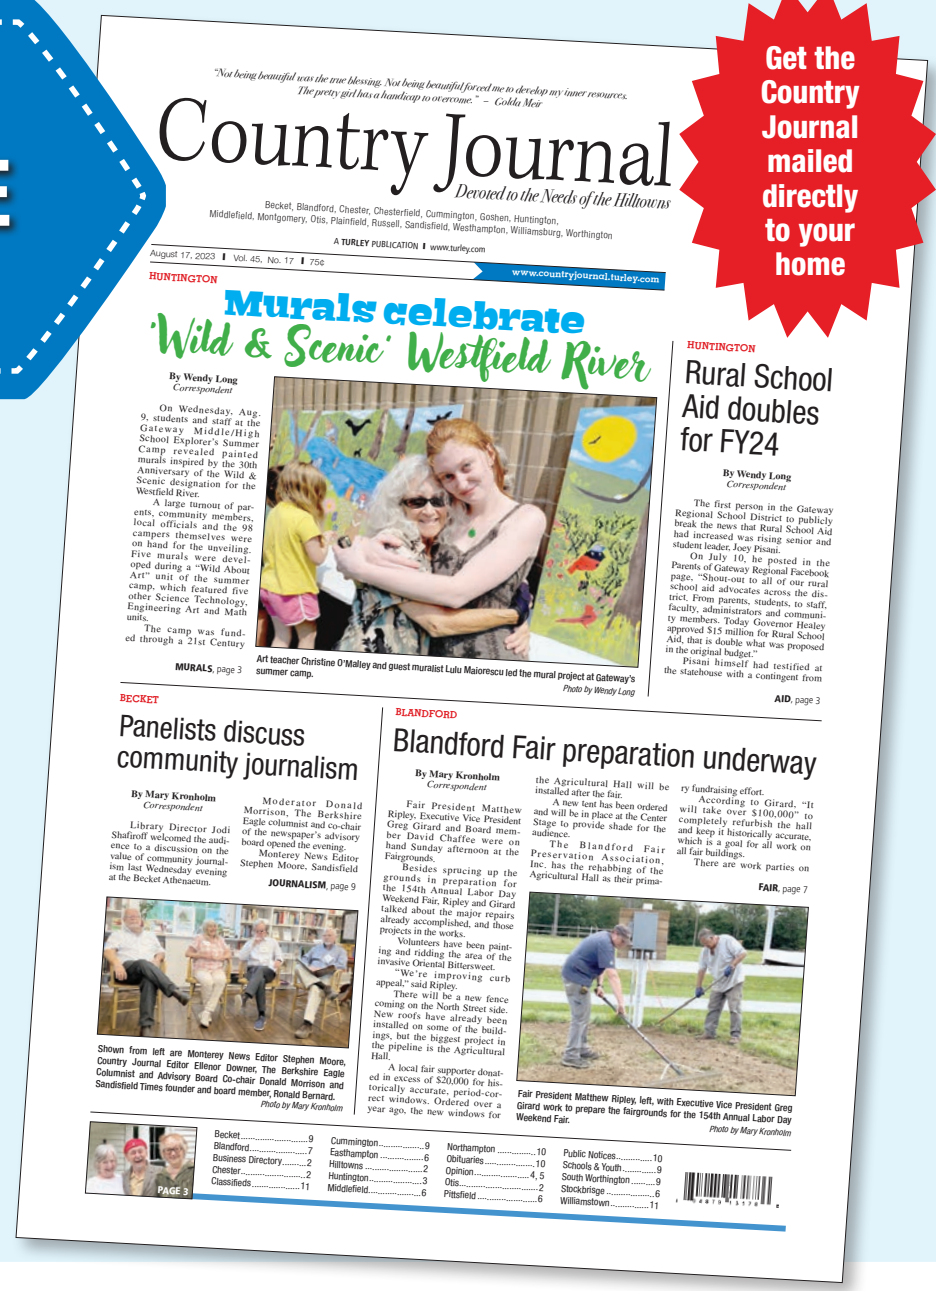 E
Get the
Country
Journal
mailed
directly
to your
home
“Not being beautiful was the true blessing. Not being beautiful forced me to develop my inner resources.
The pretty girl has a handicap to overcome.” – Golda Meir
Country Journal
Devoted to the Needs of the Hilltowns
Becket, Blandford, Chester, Chesterfield, Cummington, Goshen, Huntington,
Middlefield, Montgomery, Otis, Plainfield, Russell, Sandisfield, Westhampton, Williamsburg, Worthington
A TURLEY PUBLICATION I www.turley.com
August 17, 2023 I Vol. 45, No. 17 I 75¢
www.countryjournal.turley.com
HUNTINGTON
Murals celebrate
'Wild & Scenic' Westfield River
By Wendy Long
Correspondent
On Wednesday, Aug.
9, students and staff at the
Gateway Middle/High
School Explorer's Summer
Camp revealed painted
murals inspired by the 30th
Anniversary of the Wild &
Scenic designation for the
Westfield River.
A large turnout of par-
ents, community members,
local officials and the 98
campers themselves were
on hand for the unveiling.
Five murals were devel-
oped during a “Wild About
Art” unit of the summer
camp, which featured five
other Science Technology,
Engineering Art and Math
units.
The camp was fund-
ed through a 21st Century
MURALS, page 3
Art teacher Christine O'Malley and guest muralist Lulu Maiorescu led the mural project at Gateway's
summer camp.
Photo by Wendy Long
HUNTINGTON
Rural School
Aid doubles
for FY24
By Wendy Long
Correspondent
The first person in the Gateway
Regional School District to publicly
break the news that Rural School Aid
had increased was rising senior and
student leader, Joey Pisani.
On July 10, he posted in the
Parents of Gateway Regional Facebook
page, “Shout-out to all of our rural
school aid advocates across the dis-
trict. From parents, students, to staff,
faculty, administrators and communi-
ty members. Today Governor Healey
approved $15 million for Rural School
Aid, that is double what was proposed
in the original budget.”
Pisani himself had testified at
the statehouse with a contingent from
AID, page 3
BECKET
Panelists discuss
community journalism
By Mary Kronholm
Correspondent
Library Director Jodi
Shafiroff welcomed the audi-
ence to a discussion on the
value of community journal-
ism last Wednesday evening
at the Becket Athenaeum.
Moderator Donald
Morrison, The Berkshire
Eagle columnist and co-chair
of the newspaper's advisory
board opened the evening.
Monterey News Editor
Stephen Moore, Sandisfield
JOURNALISM, page 9
Shown from left are Monterey News Editor Stephen Moore,
Country Journal Editor Ellenor Downer, The Berkshire Eagle
Columnist and Advisory Board Co-chair Donald Morrison and
Sandisfield Times founder and board member, Ronald Bernard.
Photo by Mary Kronholm
BLANDFORD
Blandford Fair preparation underway
By Mary Kronholm
Correspondent
Fair President Matthew
Ripley, Executive Vice President
Greg Girard and Board mem-
ber David Chaffee were on
hand Sunday afternoon at the
Fairgrounds.
Besides sprucing up the
grounds in preparation for
the 154th Annual Labor Day
Weekend Fair, Ripley and Girard
talked about the major repairs
already accomplished, and those
projects in the works.
Volunteers have been paint-
ing and ridding the area of the
invasive Oriental Bittersweet.
“We're improving curb
appeal,” said Ripley.
There will be a new fence
coming on the North Street side.
New roofs have already been
installed on some of the build-
ings, but the biggest project in
the pipeline is the Agricultural
Hall.
A local fair supporter donat-
ed in excess of $20,000 for his-
torically accurate, period-cor-
rect windows. Ordered over a
year ago, the new windows for
the Agricultural Hall will be
installed after the fair.
A new tent has been ordered
and will be in place at the Center
Stage to provide shade for the
audience.
The Blandford Fair
Preservation Association,
Inc. has the rehabbing of the
Agricultural Hall as their prima-
ry fundraising effort.
According to Girard, “It
will take over $100,000” to
completely refurbish the hall
and keep it historically accurate,
which is a goal for all work on
all fair buildings.
There are work parties on
FAIR, page 7
Fair President Matthew Ripley, left, with Executive Vice President Greg
Girard work to prepare the fairgrounds for the 154th Annual Labor Day
Weekend Fair.
Photo by Mary Kronholm
PAGE 3
Becket..........................9
Blandford......................7
Business Directory.........2
Chester.........................2
Classifieds...................11
Cummington..................9
Easthampton.................6
Hilltowns.......................2
Huntington....................3
Middlefield....................6
Northampton................10
Obituaries....................10
Opinion.....................4, 5
Otis..............................2
Pittsfield.......................6
Public Notices..............10
Schools & Youth.............9
South Worthington..........9
Stockbrisge...................6
Williamstown................11